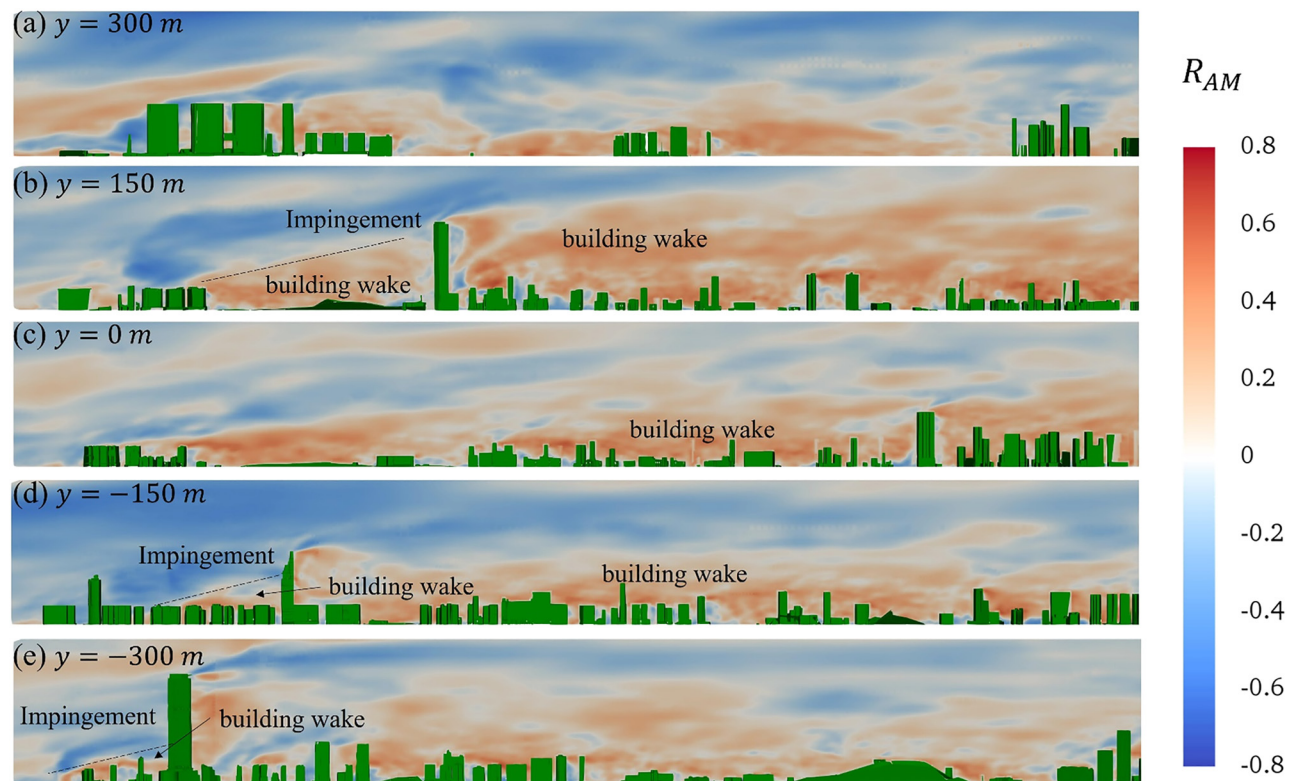 (a) y = 300 m
(b) y = 150 m
Impingement
building wake
building wake
(c) y = 0 m
building wake
(d) y = −150 m
Impingement
building wake
building wake
(e) y = −300 m
Impingement
building wake
R_AM
0.8
0.6
0.4
0.2
0
-0.2
-0.4
-0.6
-0.8